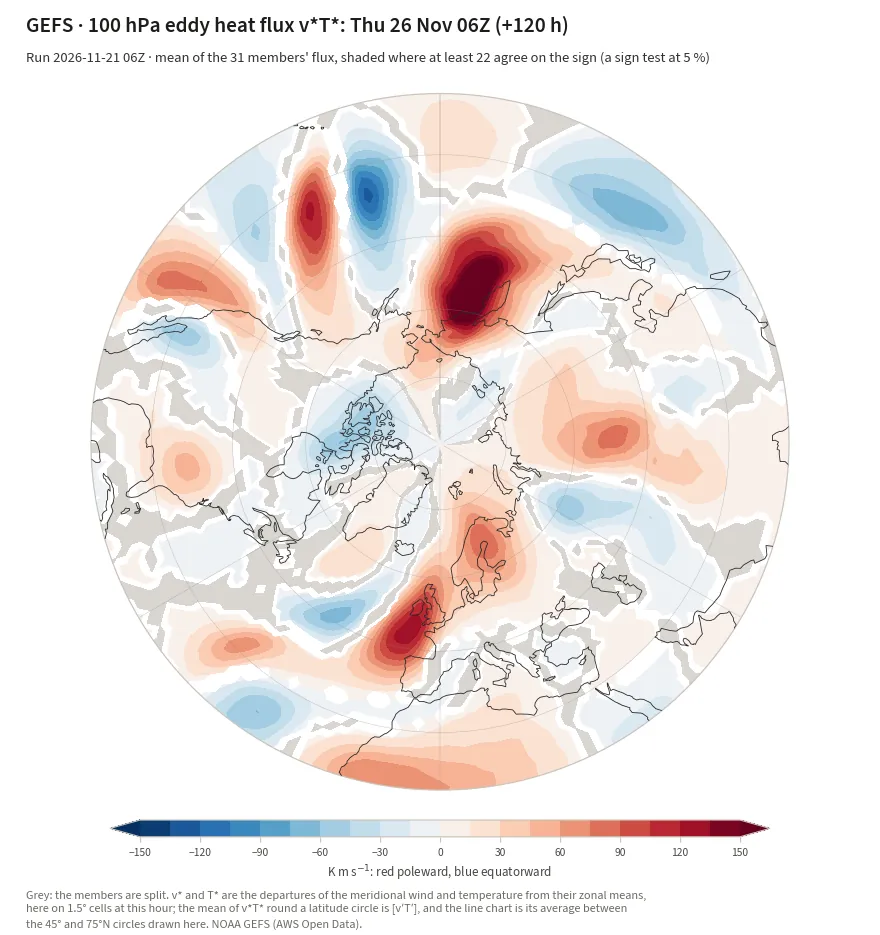 GEFS · 100 hPa eddy heat flux v*T*: Thu 26 Nov 06Z (+120 h)
Run 2026-11-21 06Z · mean of the 31 members' flux, shaded where at least 22 agree on the sign (a sign test at 5 %)
−150 −120 −90 −60 −30 0 30 60 90 120 150
K m s⁻¹: red poleward, blue equatorward
Grey: the members are split. v* and T* are the departures of the meridional wind and temperature from their zonal means,
here on 1.5° cells at this hour; the mean of v*T* round a latitude circle is [v'T'], and the line chart is its average between
the 45° and 75°N circles drawn here. NOAA GEFS (AWS Open Data).